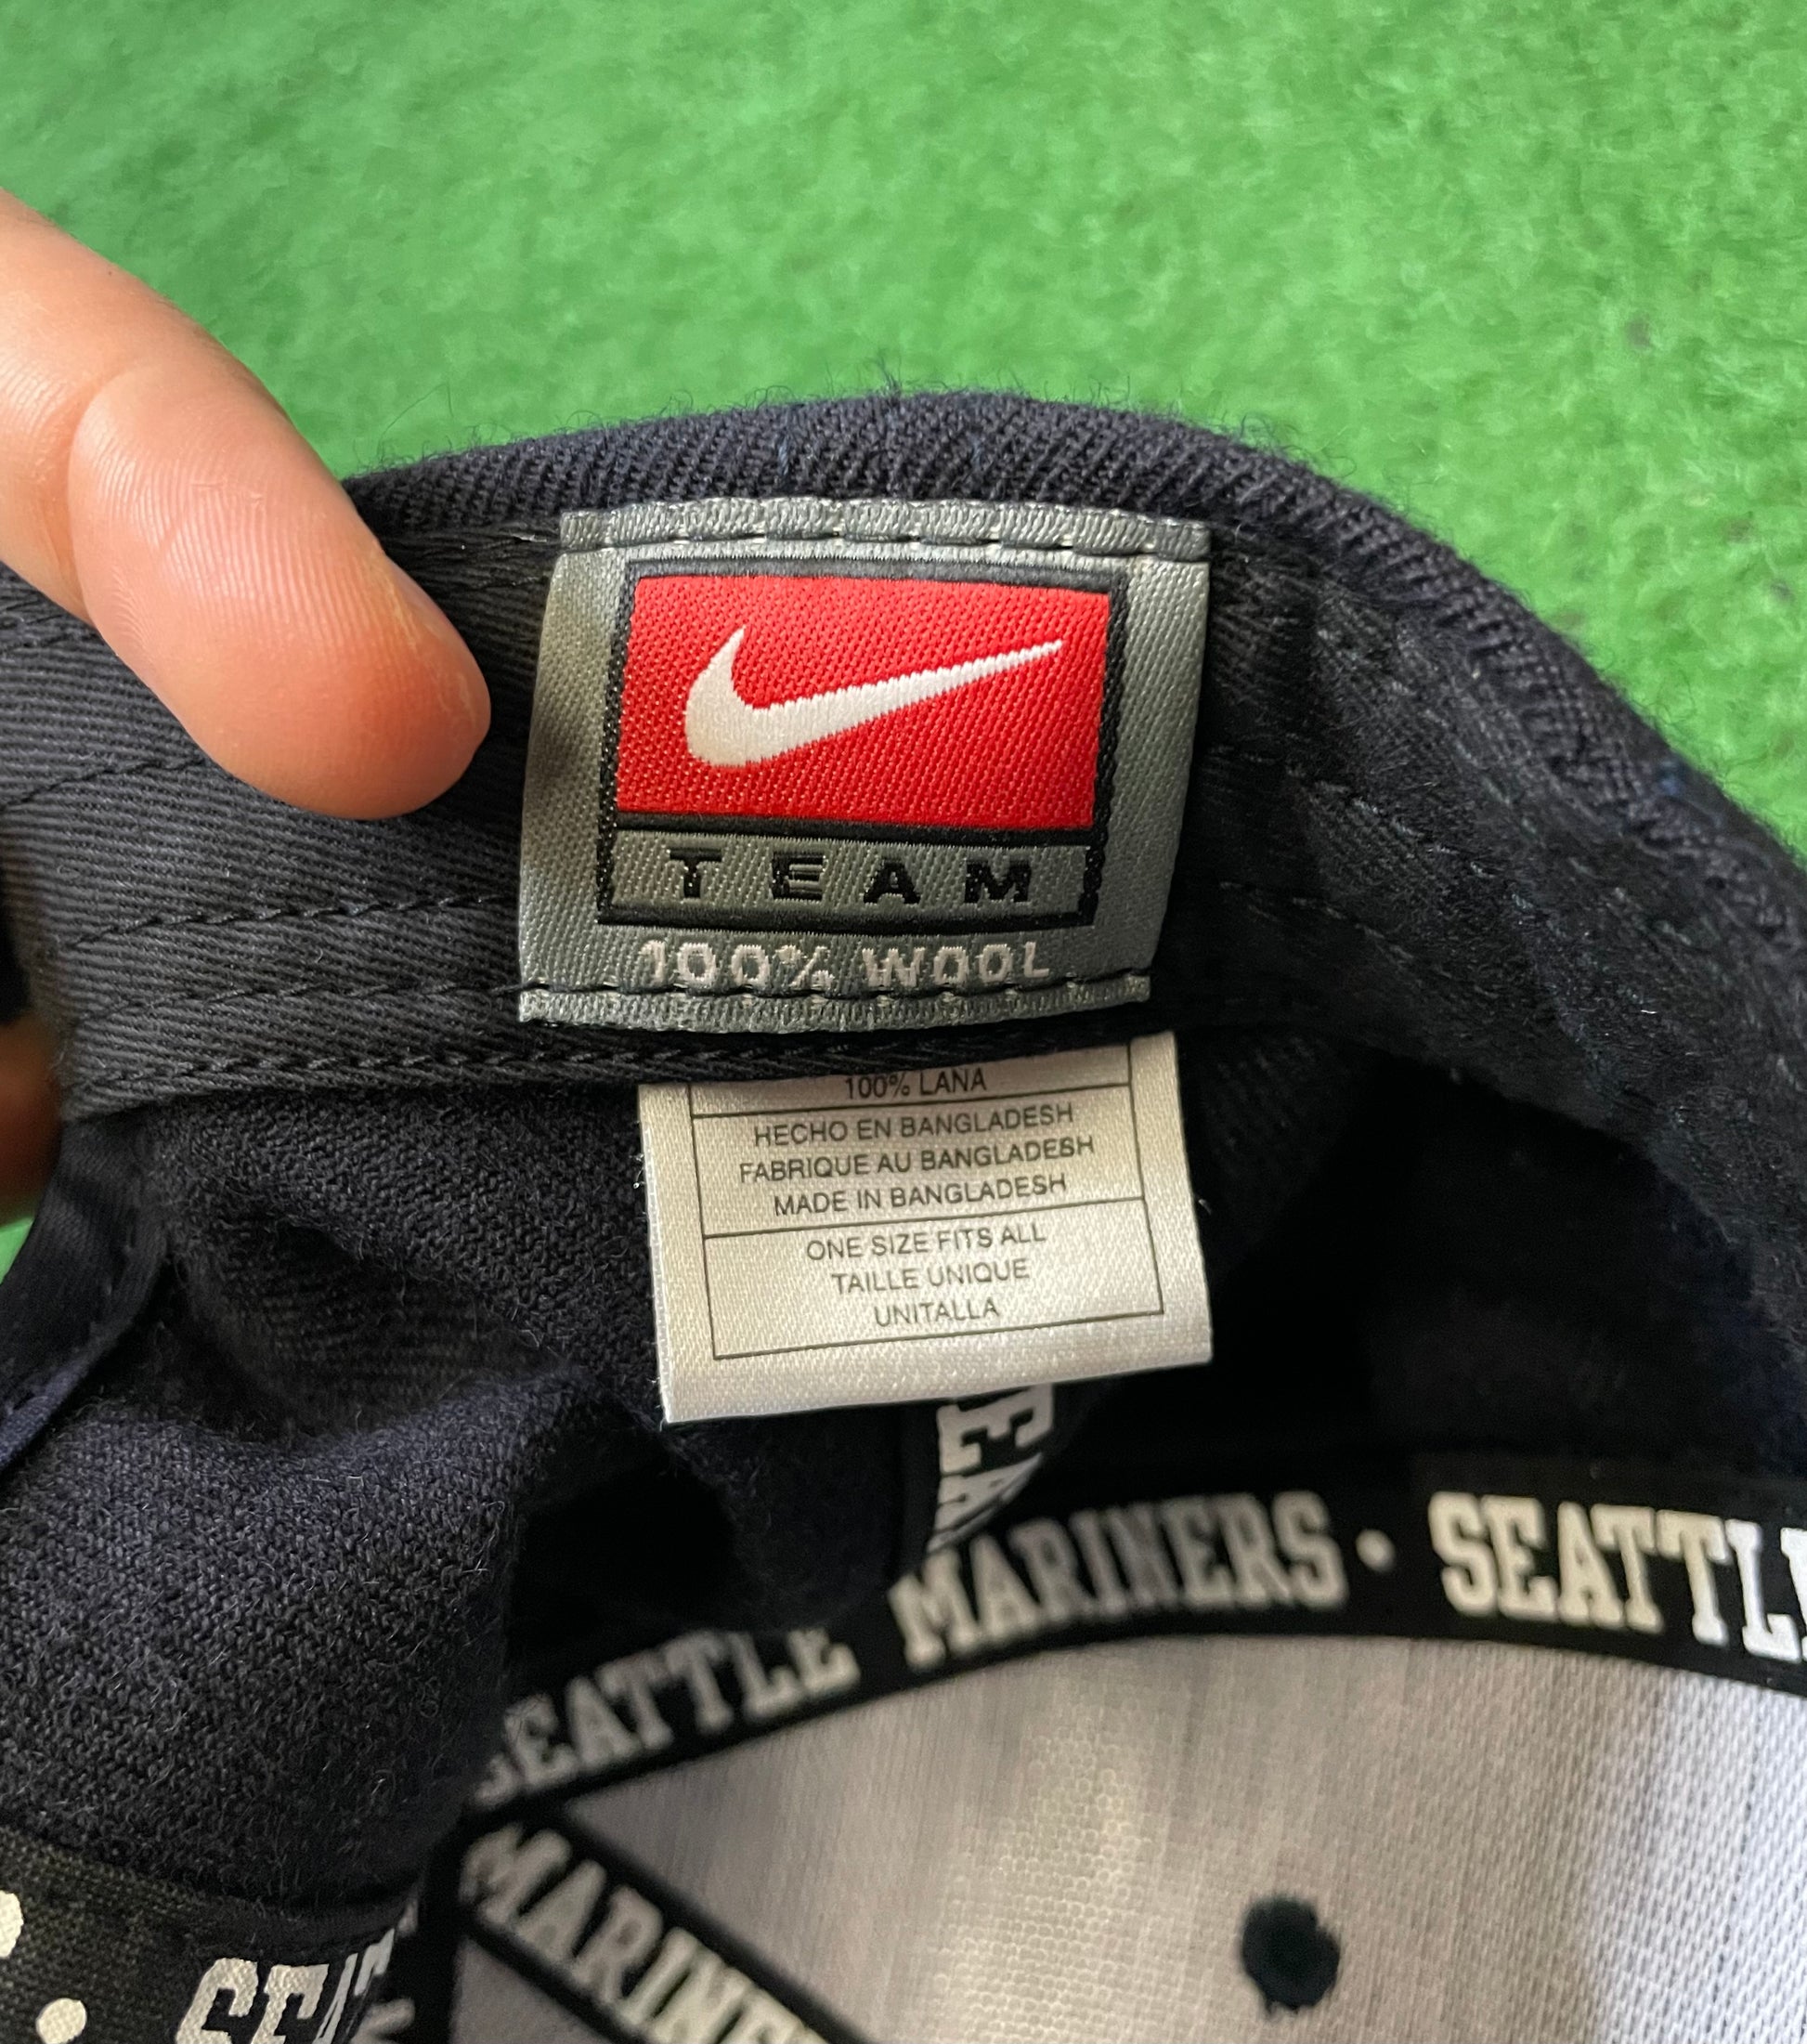 TEAM
100% WOOL
100% LANA
HECHO EN BANGLADESH
FABRIQUE AU BANGLADESH
MADE IN BANGLADESH
ONE SIZE FITS ALL
TAILLE UNIQUE
UNITALLA
SEATTLE MARINERS • SEATTLE